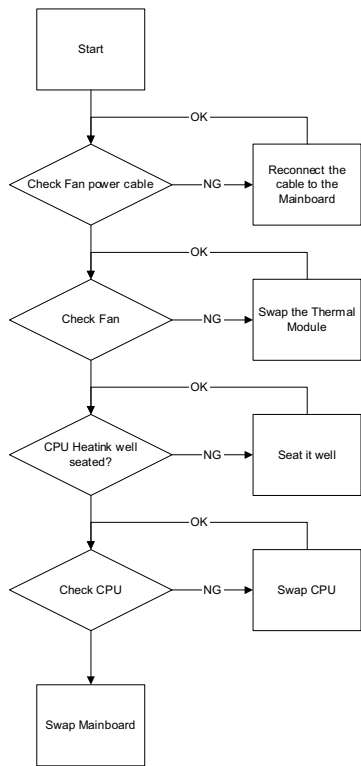 Start
OK
Check Fan power cable
NG
Reconnect the
cable to the
Mainboard
OK
Check Fan
NG
Swap the Thermal
Module
OK
CPU Heatink well
seated?
NG
Seat it well
OK
Check CPU
NG
Swap CPU
Swap Mainboard